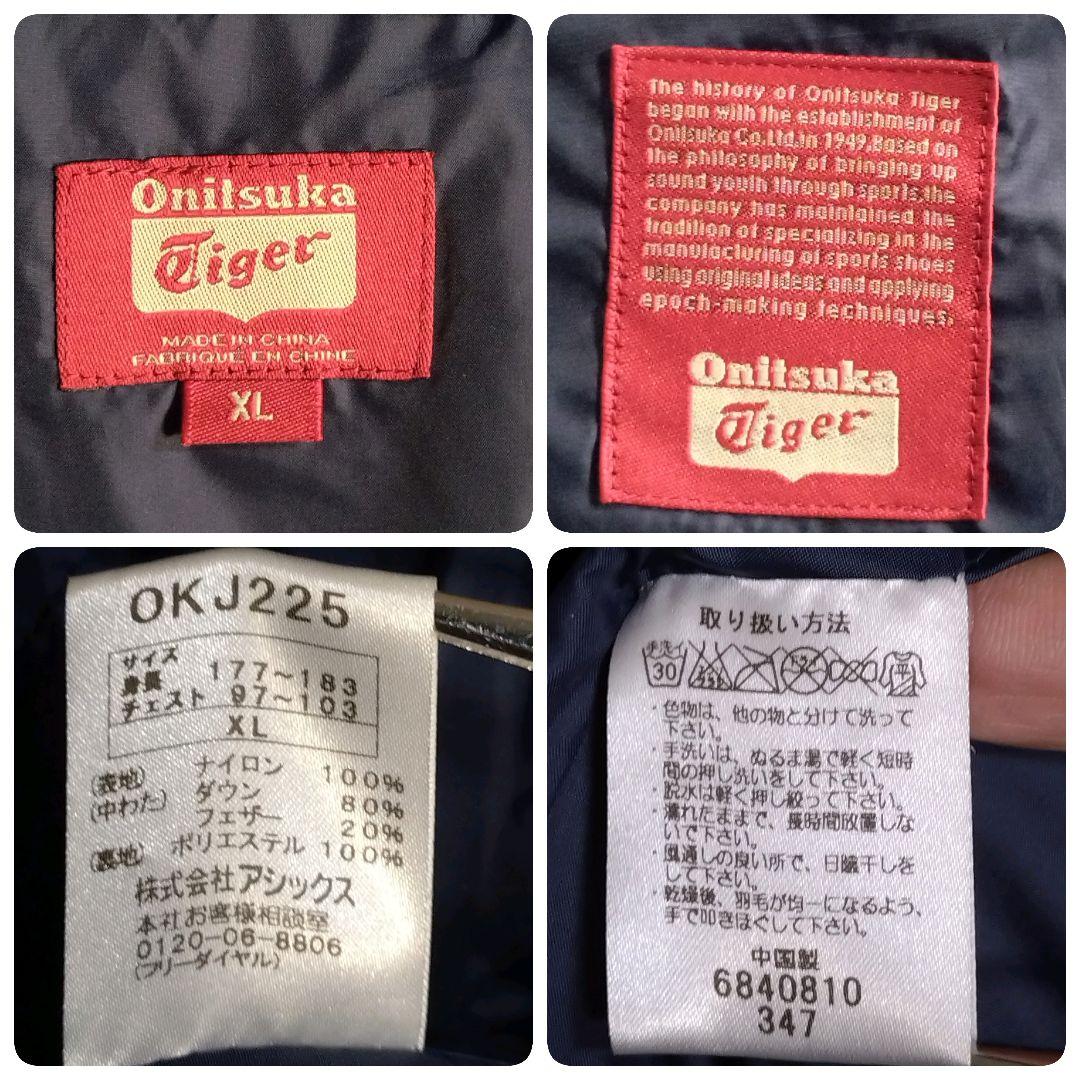 Onitsuka
Tiger
MADE IN CHINA
FABRIQUÉ EN CHINE
XL
The history of Onitsuka Tiger
began with the establishment of
Onitsuka Co.Ltd.in 1949.Based on
the philosophy of bringing up
sound youth through sports,the
company has maintained the
tradition of specializing in the
manufacturing of sports shoes
using original ideas and applying
epoch-making techniques.
Onitsuka
Tiger
OKJ225
サイズ
身長 177~183
チェスト 97~103
XL
(表地) ナイロン 100%
(中わた) ダウン 80%
フェザー 20%
(裏地) ポリエステル 100%
株式会社アシックス
本社お客様相談室
0120-06-8806
(フリーダイヤル)
取り扱い方法
手洗イ
30
平
・色物は、他の物と分けて洗って
下さい。
・手洗いは、ぬるま湯で軽く短時
間の押し洗いをして下さい。
・脱水は軽く押し絞って下さい。
・濡れたままで、長時間放置しな
いで下さい。
・風通しの良い所で、日陰干しを
して下さい。
・乾燥後、羽毛が均一になるよう、
手で叩きほぐして下さい。
中国製
6840810
347